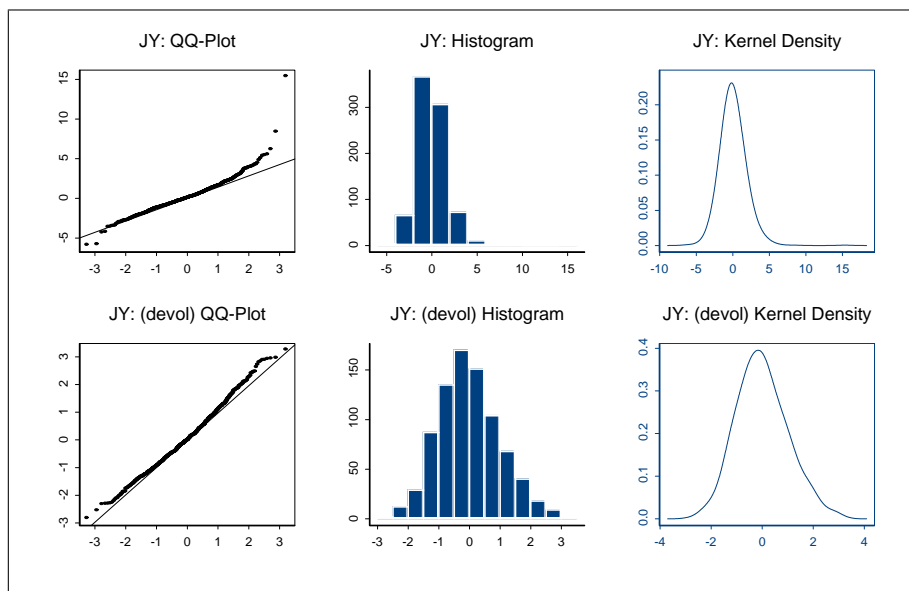 JY: QQ-Plot
15
10
5
0
-5
-3 -2 -1 0 1 2 3
JY: Histogram
300
200
100
0
-5 0 5 10 15
JY: Kernel Density
0.20
0.15
0.10
0.05
0.00
-10 -5 0 5 10 15
JY: (devol) QQ-Plot
3
2
1
0
-1
-2
-3
-3 -2 -1 0 1 2 3
JY: (devol) Histogram
150
100
50
0
-3 -2 -1 0 1 2 3
JY: (devol) Kernel Density
0.4
0.3
0.2
0.1
0.0
-4 -2 0 2 4